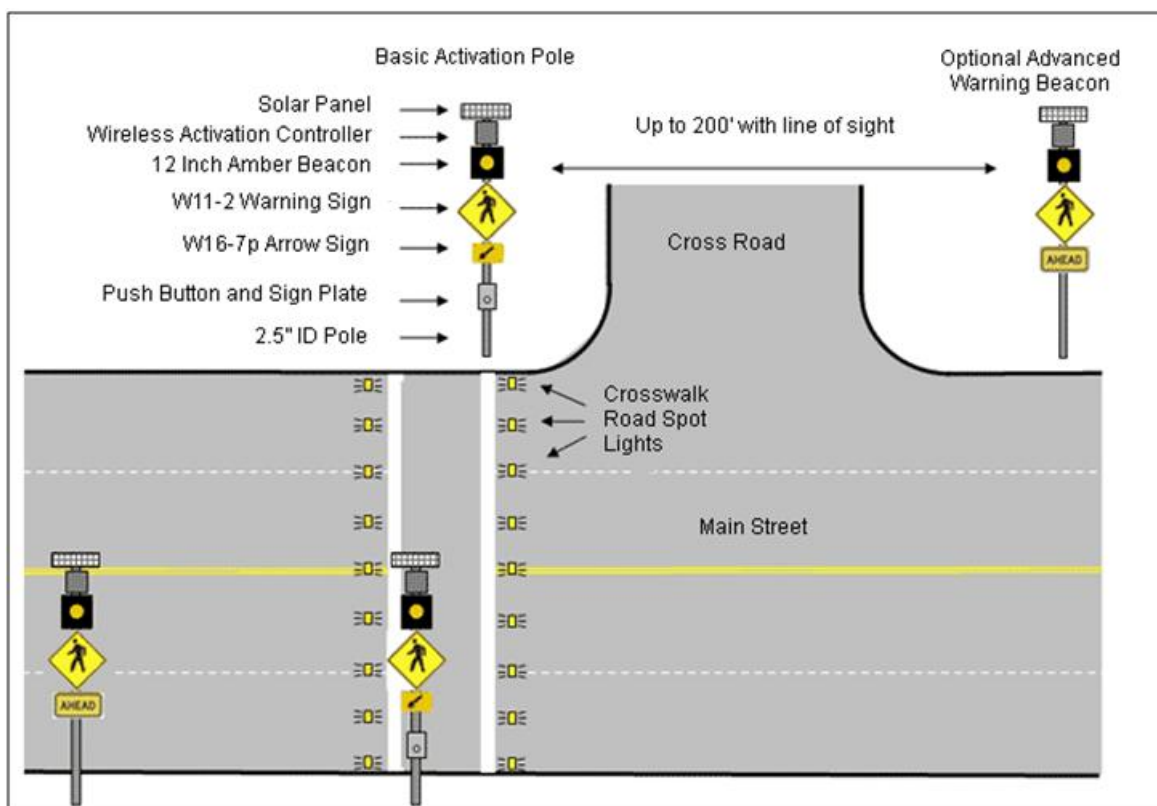 Basic Activation Pole
Optional Advanced
Warning Beacon
Solar Panel
Wireless Activation Controller
Up to 200' with line of sight
12 Inch Amber Beacon
W11-2 Warning Sign
W16-7p Arrow Sign
Cross Road
AHEAD
Push Button and Sign Plate
2.5" ID Pole
Crosswalk
Road Spot
Lights
Main Street
AHEAD